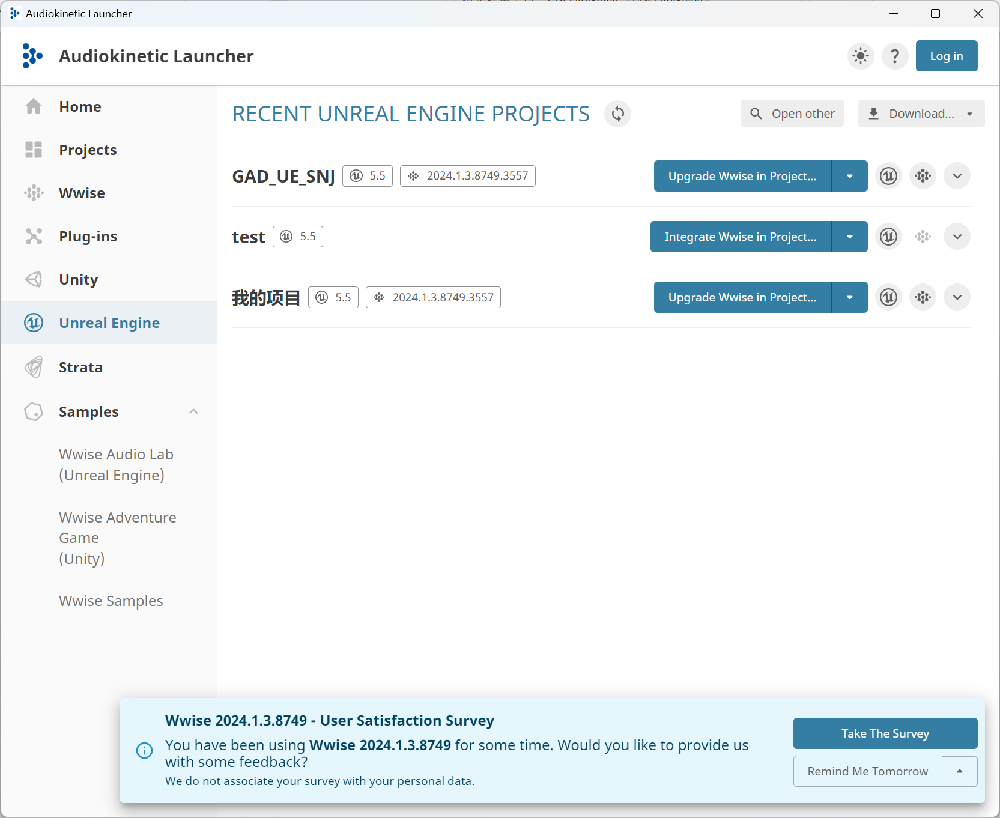 Audiokinetic Launcher
Audiokinetic Launcher
?
Log in
Home
Projects
Wwise
Plug-ins
Unity
Unreal Engine
Strata
Samples
Wwise Audio Lab
(Unreal Engine)
Wwise Adventure
Game
(Unity)
Wwise Samples
RECENT UNREAL ENGINE PROJECTS
Open other
Download...
GAD_UE_SNJ 5.5 2024.1.3.8749.3557 Upgrade Wwise in Project...
test 5.5 Integrate Wwise in Project...
我的项目 5.5 2024.1.3.8749.3557 Upgrade Wwise in Project...
Wwise 2024.1.3.8749 - User Satisfaction Survey
You have been using Wwise 2024.1.3.8749 for some time. Would you like to provide us
with some feedback?
We do not associate your survey with your personal data.
Take The Survey
Remind Me Tomorrow